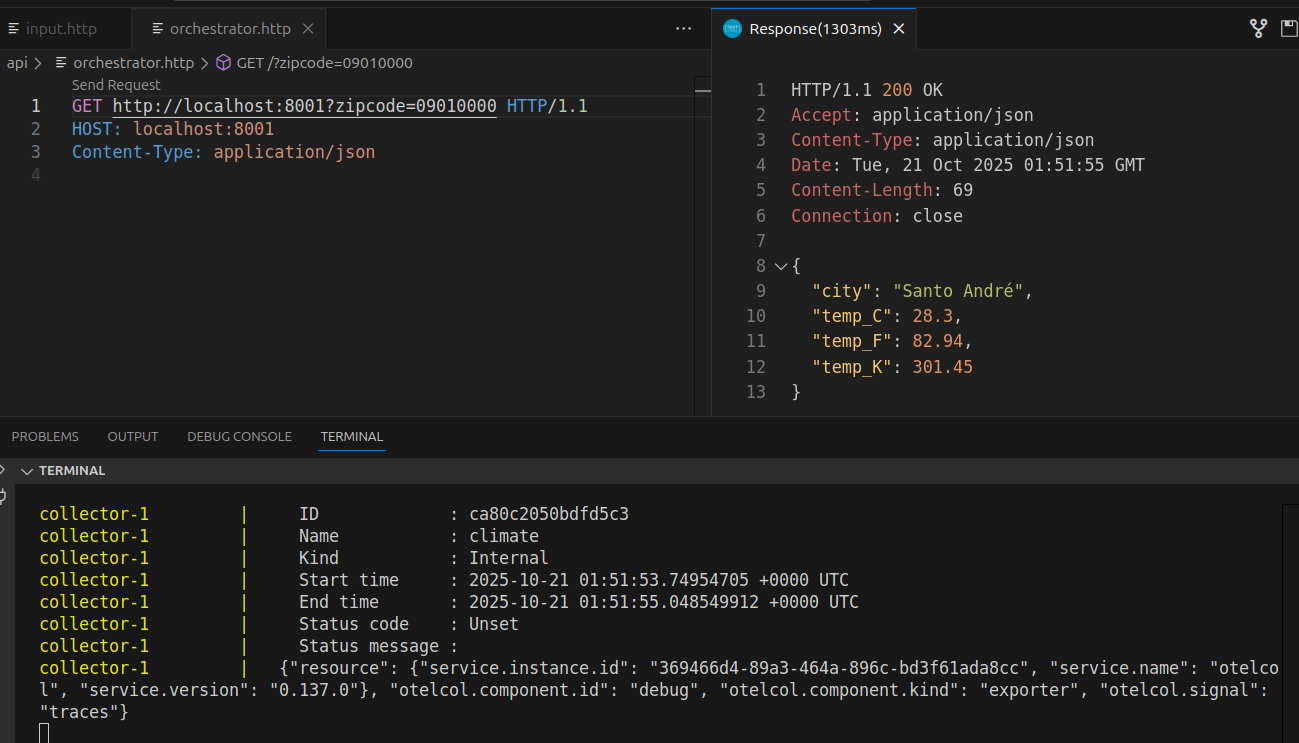 input.http
orchestrator.http
Response(1303ms)
api > orchestrator.http > GET /?zipcode=09010000
Send Request
1 GET http://localhost:8001?zipcode=09010000 HTTP/1.1
2 HOST: localhost:8001
3 Content-Type: application/json
4
1 HTTP/1.1 200 OK
2 Accept: application/json
3 Content-Type: application/json
4 Date: Tue, 21 Oct 2025 01:51:55 GMT
5 Content-Length: 69
6 Connection: close
7
8 {
9 "city": "Santo André",
10 "temp_C": 28.3,
11 "temp_F": 82.94,
12 "temp_K": 301.45
13 }
PROBLEMS OUTPUT DEBUG CONSOLE TERMINAL
TERMINAL
collector-1 | ID : ca80c2050bdfd5c3
collector-1 | Name : climate
collector-1 | Kind : Internal
collector-1 | Start time : 2025-10-21 01:51:53.74954705 +0000 UTC
collector-1 | End time : 2025-10-21 01:51:55.048549912 +0000 UTC
collector-1 | Status code : Unset
collector-1 | Status message :
collector-1 | {"resource": {"service.instance.id": "369466d4-89a3-464a-896c-bd3f61ada8cc", "service.name": "otelco
l", "service.version": "0.137.0"}, "otelcol.component.id": "debug", "otelcol.component.kind": "exporter", "otelcol.signal":
"traces"}